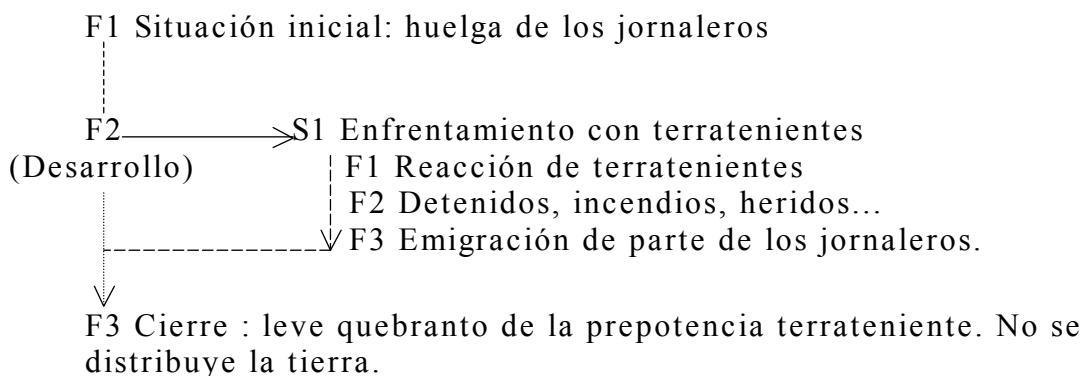 F1 Situación inicial: huelga de los jornaleros
F2 S1 Enfrentamiento con terratenientes
(Desarrollo) F1 Reacción de terratenientes
F2 Detenidos, incendios, heridos...
F3 Emigración de parte de los jornaleros.
F3 Cierre : leve quebranto de la prepotencia terrateniente. No se
distribuye la tierra.